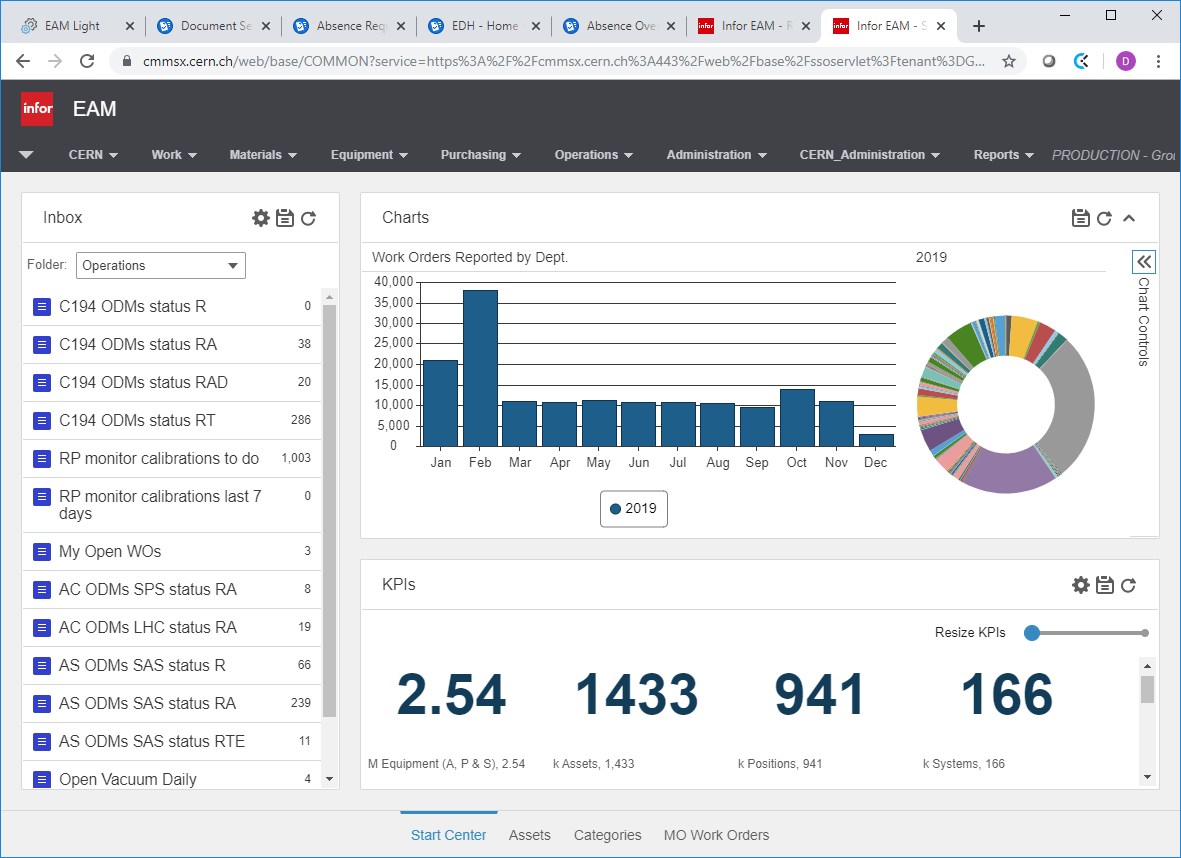 EAM Light
Document Se
Absence Req
EDH - Home
Absence Ove
Infor EAM - R
Infor EAM - S
cmmsx.cern.ch/web/base/COMMON?service=https%3A%2F%2Fcmmsx.cern.ch%3A443%2Fweb%2Fbase%2Fssoservlet%3Ftenant%3DG...
D
infor
EAM
CERN
Work
Materials
Equipment
Purchasing
Operations
Administration
CERN_Administration
Reports
PRODUCTION - Grou
Inbox
Folder:
Operations
C194 ODMs status R 0
C194 ODMs status RA 38
C194 ODMs status RAD 20
C194 ODMs status RT 286
RP monitor calibrations to do 1,003
RP monitor calibrations last 7 0
days
My Open WOs 3
AC ODMs SPS status RA 8
AC ODMs LHC status RA 19
AS ODMs SAS status R 66
AS ODMs SAS status RA 239
AS ODMs SAS status RTE 11
Open Vacuum Daily 4
Charts
Work Orders Reported by Dept.
2019
Chart Controls
40,000
35,000
30,000
25,000
20,000
15,000
10,000
5,000
0
Jan Feb Mar Apr May Jun Jul Aug Sep Oct Nov Dec
2019
KPIs
Resize KPIs
2.54 1433 941 166
M Equipment (A, P & S), 2.54 k Assets, 1,433 k Positions, 941 k Systems, 166
Start Center Assets Categories MO Work Orders